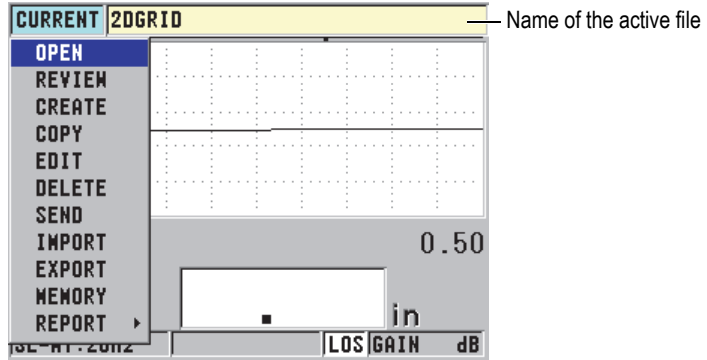 CURRENT 2DGRID
Name of the active file
OPEN
REVIEW
CREATE
COPY
EDIT
DELETE
SEND
IMPORT
0.50
EXPORT
MEMORY
in
REPORT
LOS GAIN dB